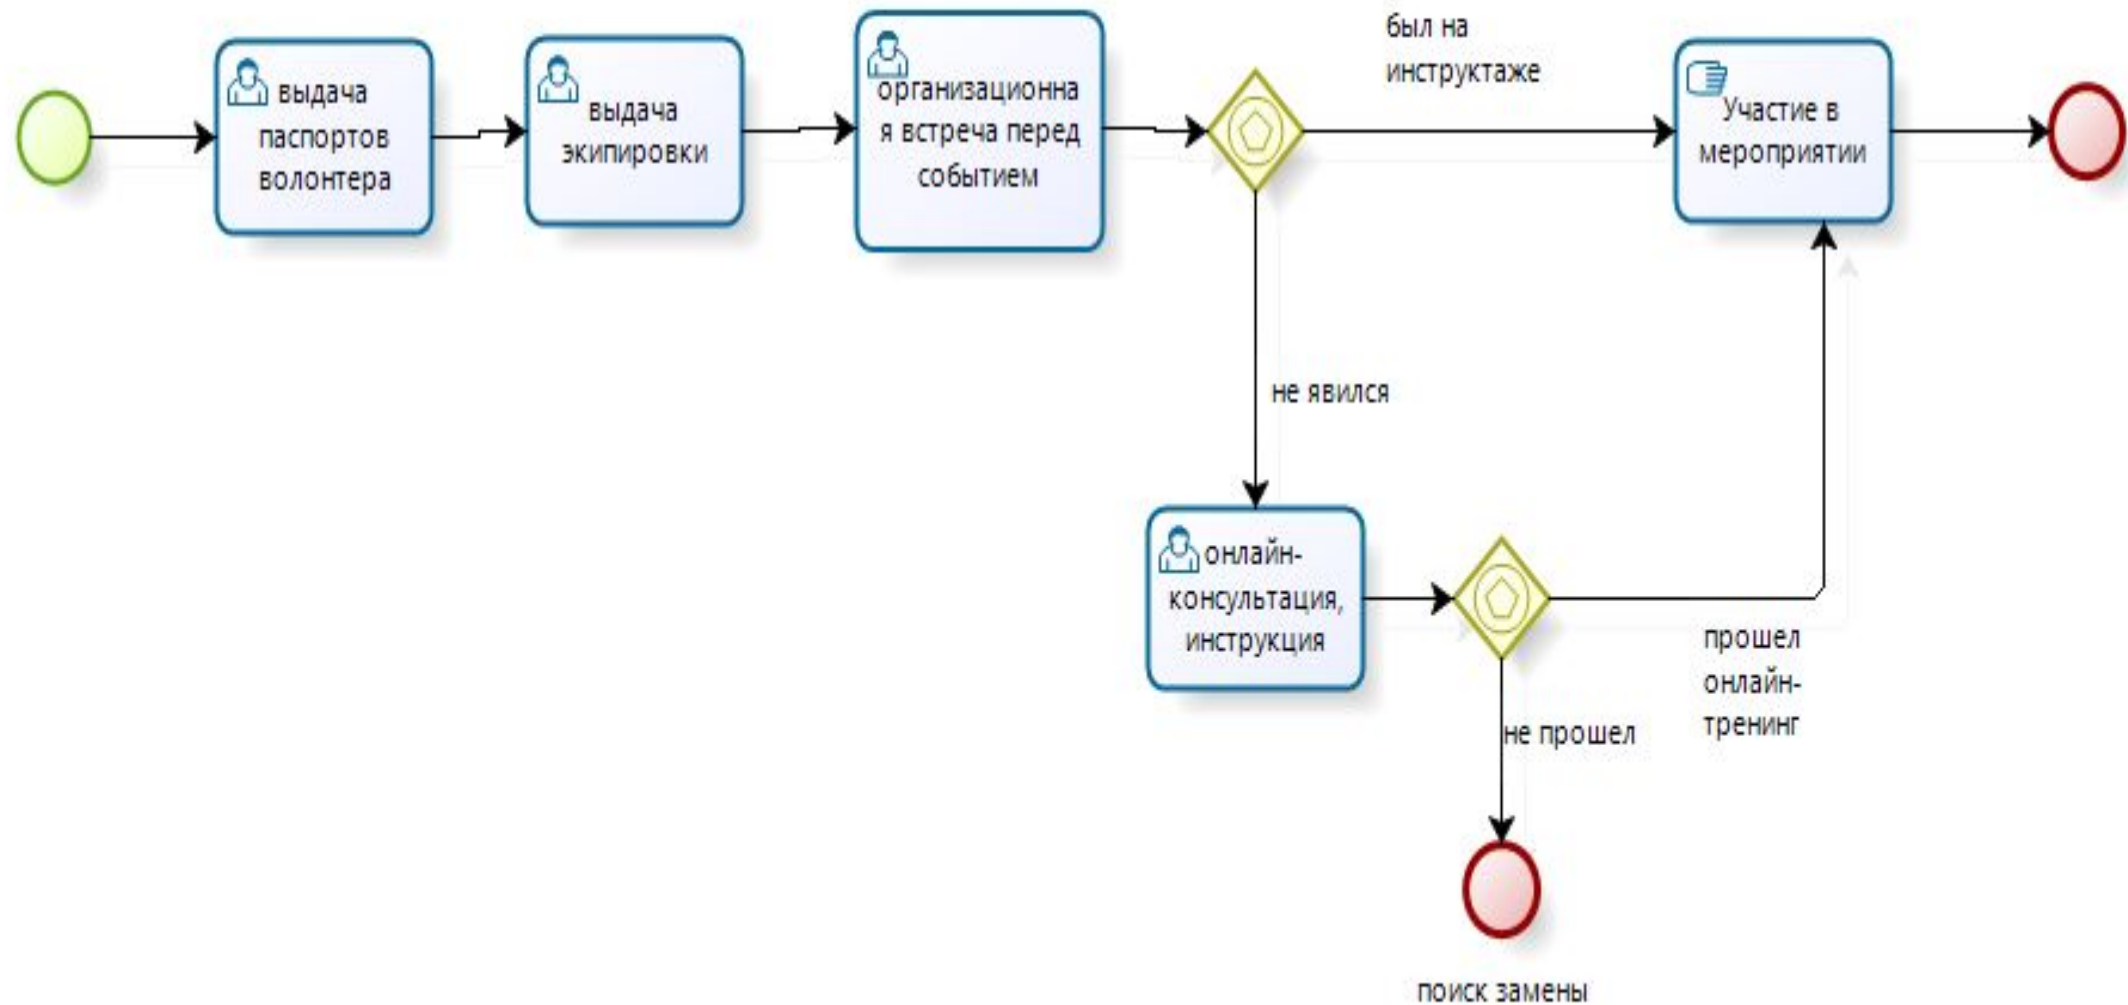 выдача
паспортов
волонтера
выдача
экипировки
организационна
я встреча перед
событием
был на
инструктаже
Участие в
мероприятии
не явился
онлайн-
консультация,
инструкция
прошел
онлайн-
тренинг
не прошел
поиск замены